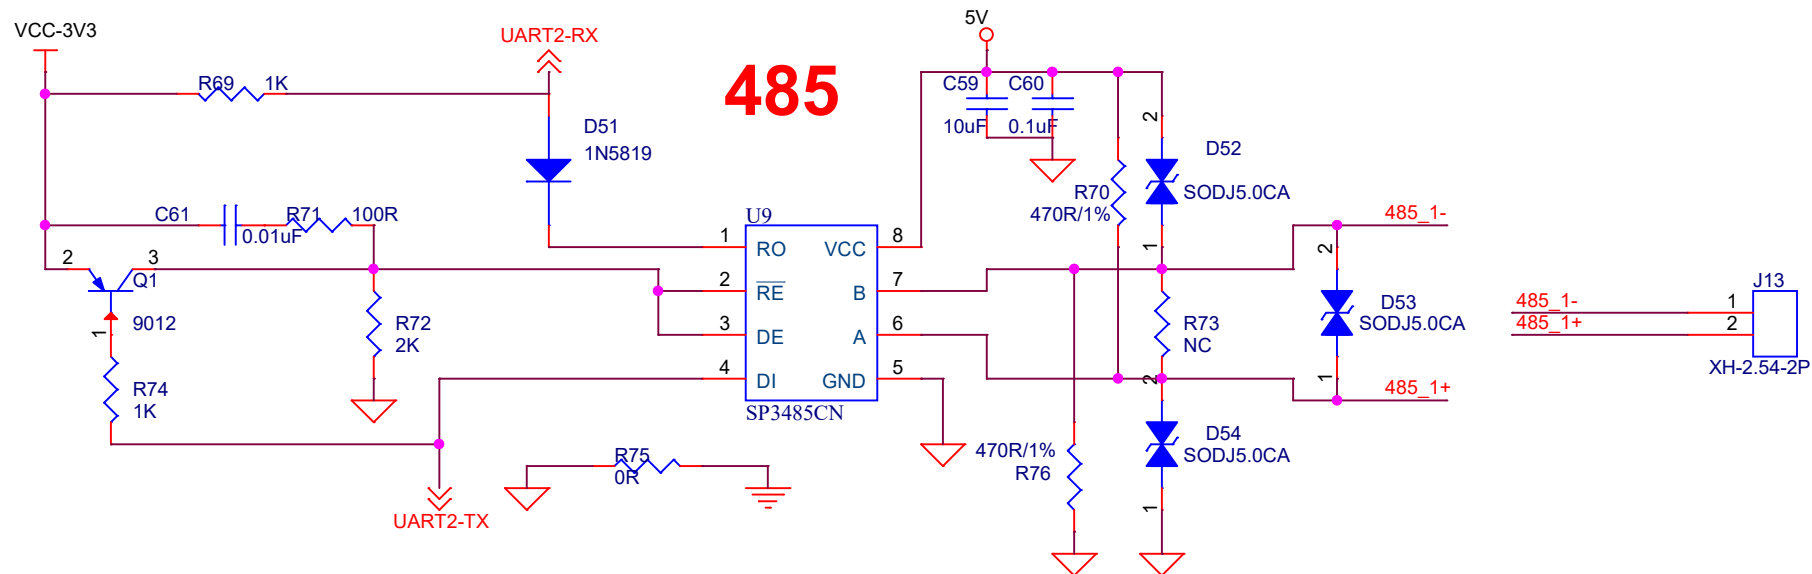 VCC-3V3
UART2-RX
5V
R69 1K
485
C59 C60
10uF 0.1uF
D51
1N5819
2
D52
SODJ5.0CA
R70
470R/1%
1
C61 R71 100R
0.01uF
U9
1 RO VCC 8
2 RE B 7
3 DE A 6
4 DI GND 5
SP3485CN
485_1-
2
D53
SODJ5.0CA
1
485_1+
2 3
Q1
9012
1
R72
2K
R73
NC
R74
1K
2
D54
SODJ5.0CA
1
470R/1%
R76
R75
0R
UART2-TX
J13
485_1- 1
485_1+ 2
XH-2.54-2P